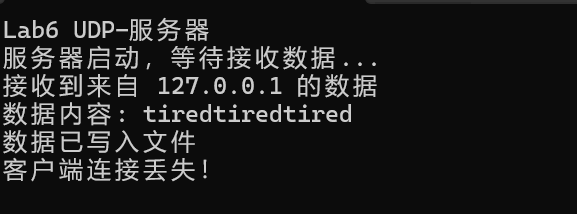 Lab6 UDP-服务器
服务器启动，等待接收数据...
接收到来自 127.0.0.1 的数据
数据内容：tiredtiredtired
数据已写入文件
客户端连接丢失！